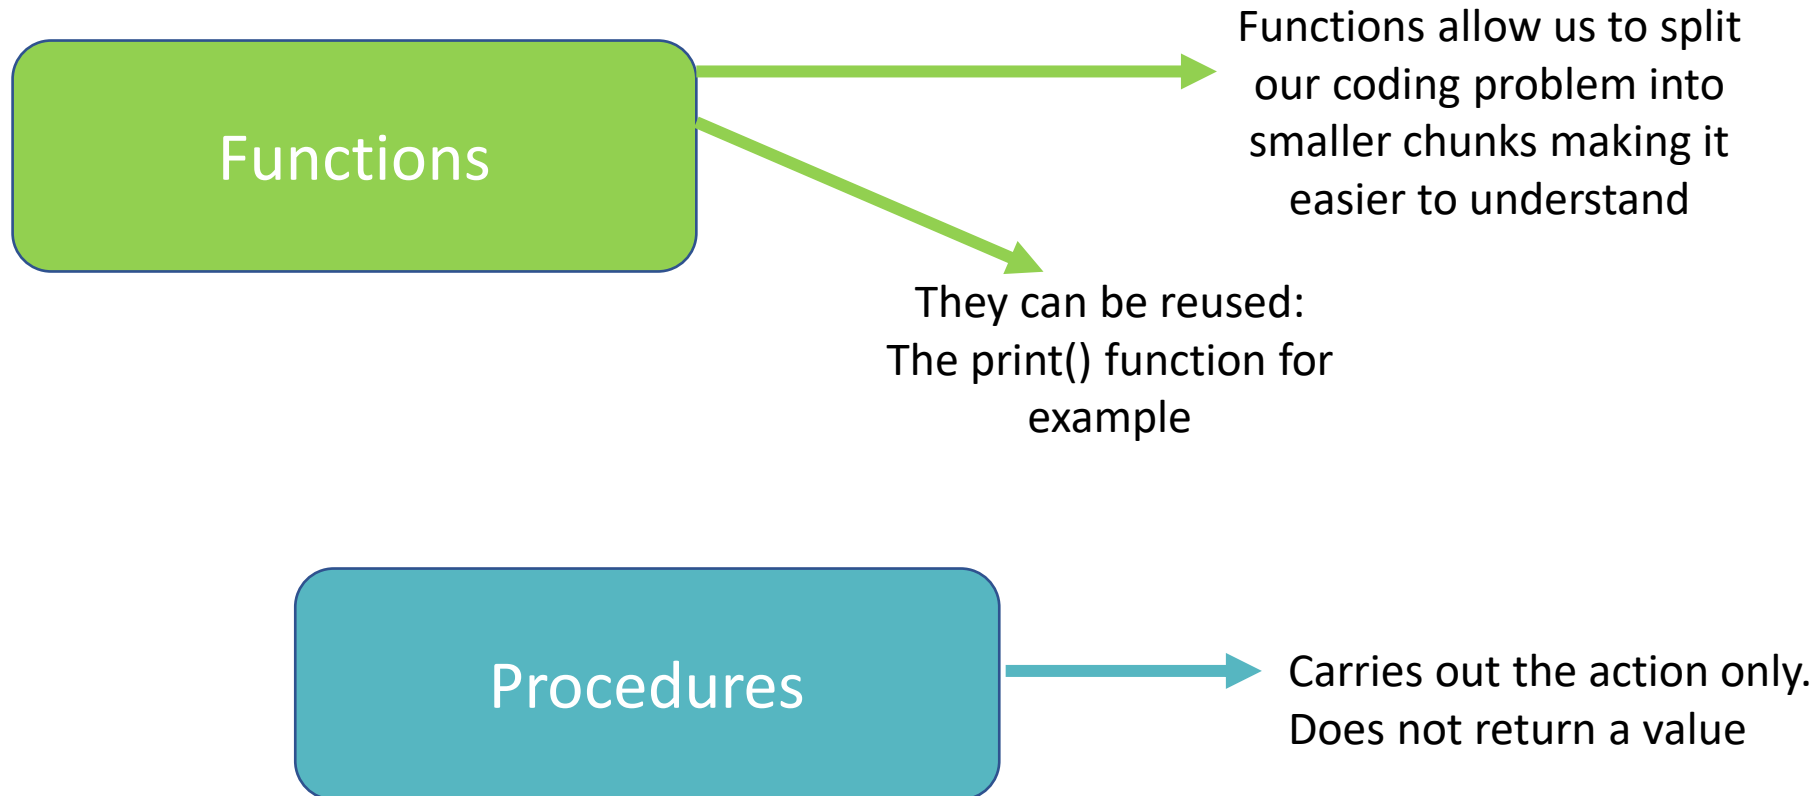 Functions
Functions allow us to split
our coding problem into
smaller chunks making it
easier to understand
They can be reused:
The print() function for
example
Procedures
Carries out the action only.
Does not return a value